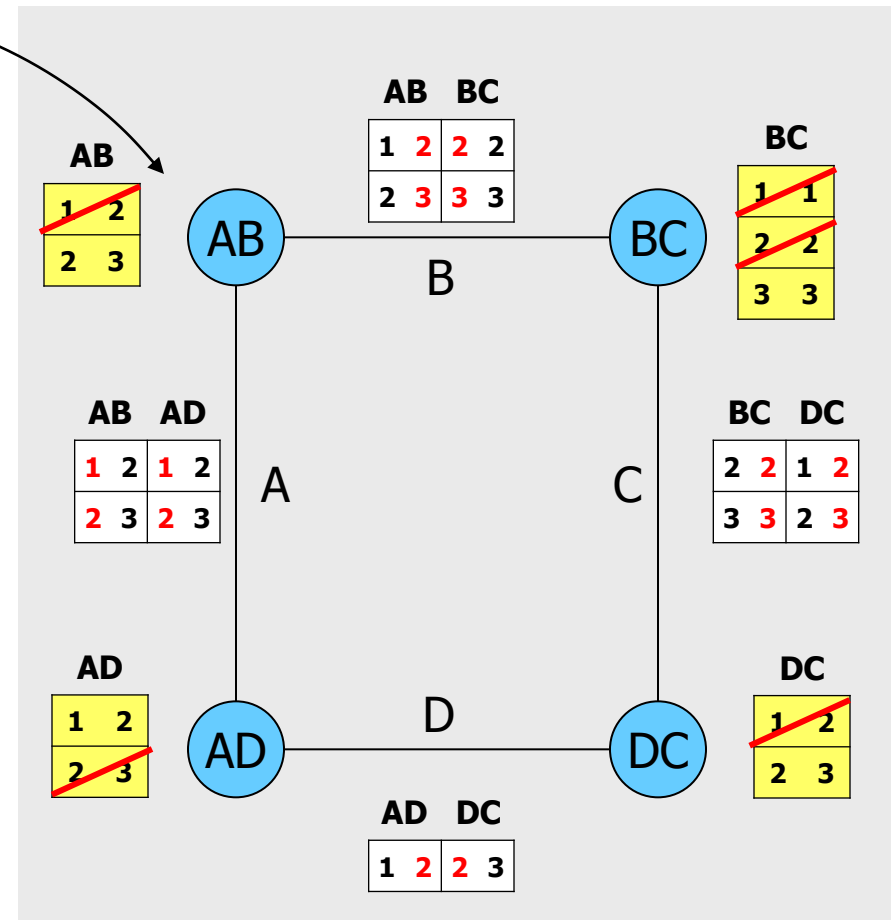 AB BC
1 2 2 2
2 3 3 3
AB
1 2
2 3
BC
1 1
2 2
3 3
AB
BC
B
AB AD
1 2 1 2
2 3 2 3
A
C
BC DC
2 2 1 2
3 3 2 3
AD
1 2
2 3
AD
D
DC
DC
1 2
2 3
AD DC
1 2 2 3